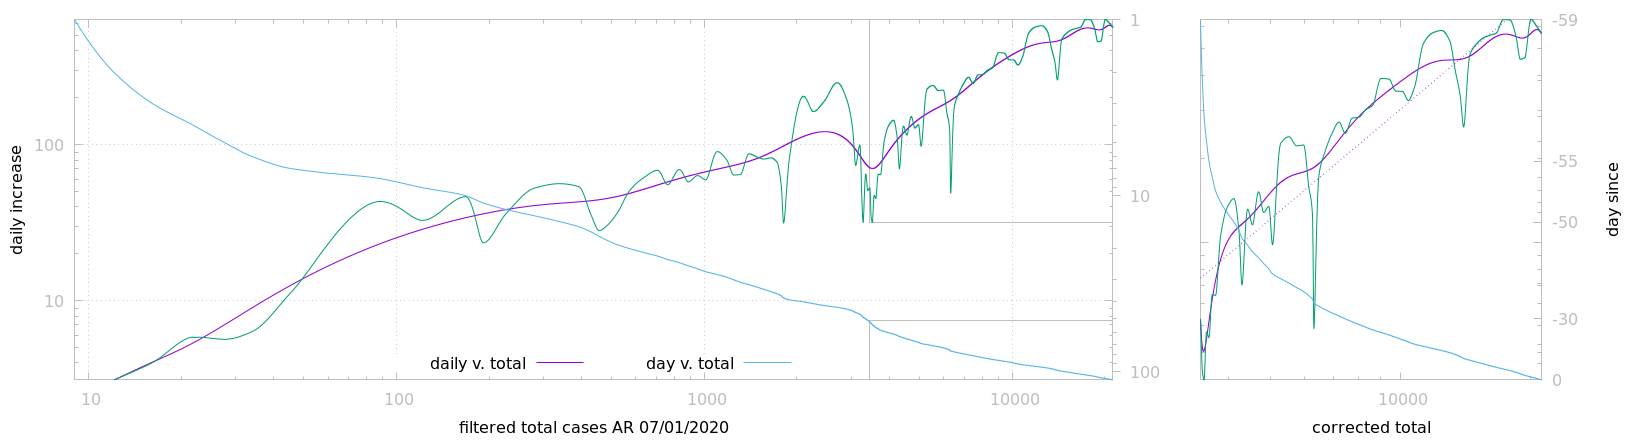 1
-59
100
-55
10
-50
10
-30
100
0
daily increase
daily v. total
day v. total
day since
10
100
1000
10000
10000
filtered total cases AR 07/01/2020
corrected total